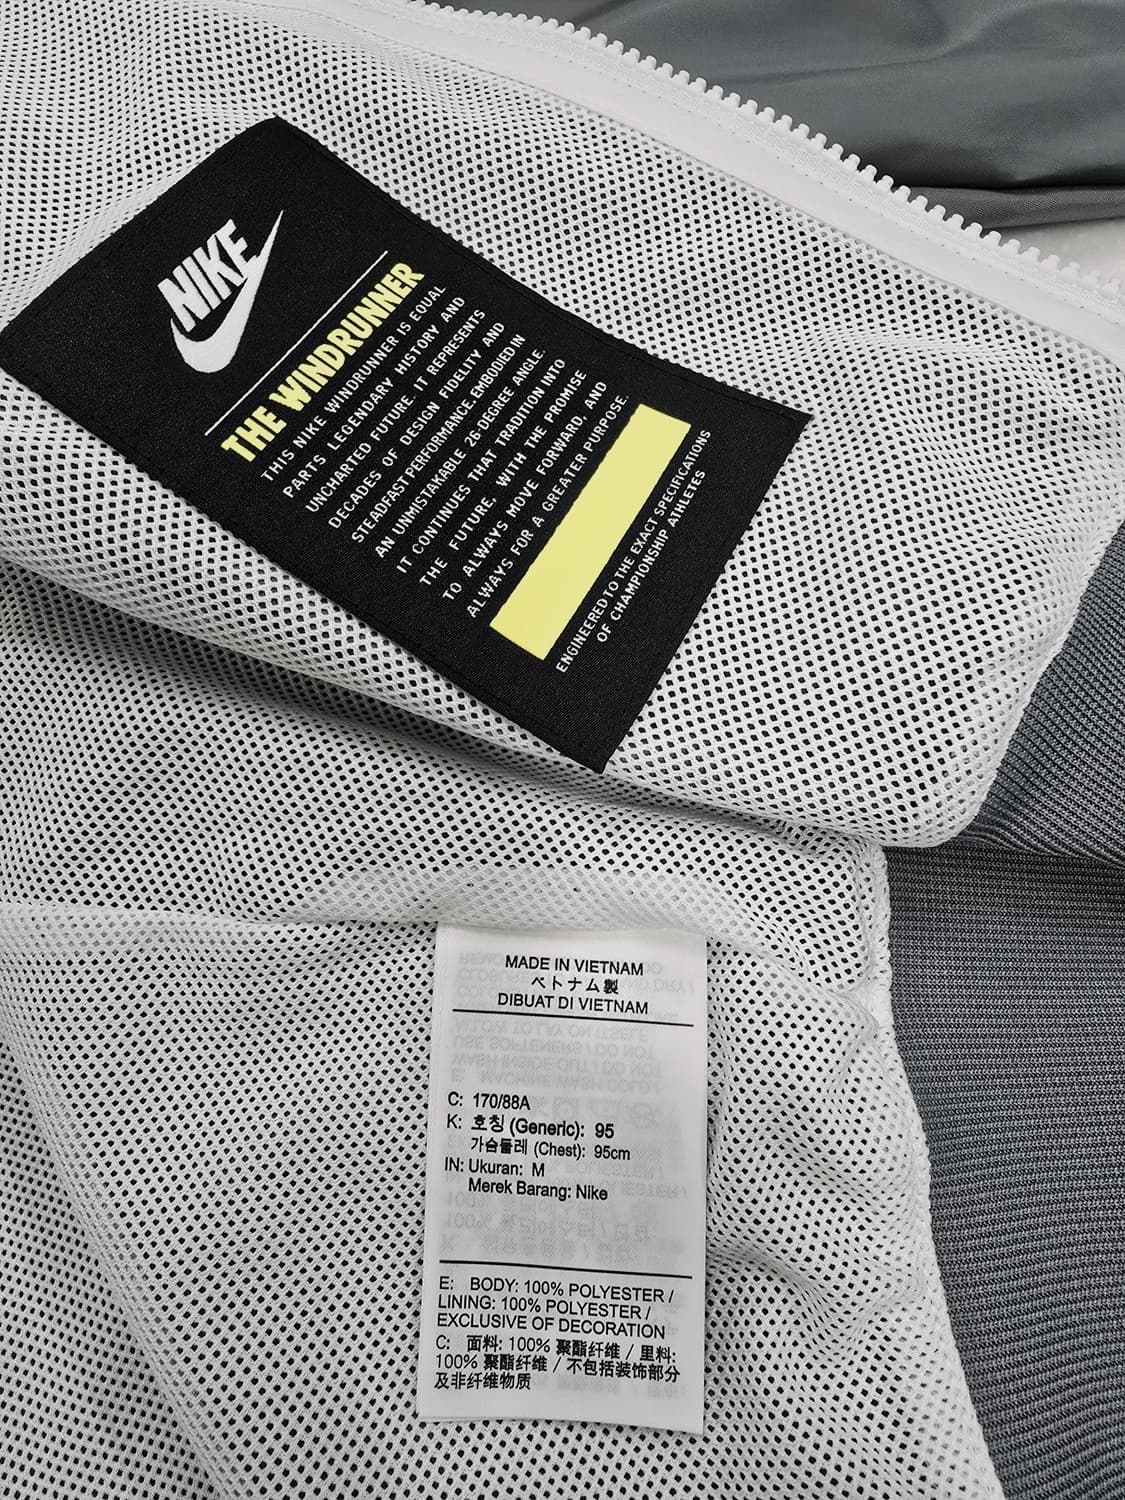 NIKE
THE WINDRUNNER
THIS NIKE WINDRUNNER IS EQUAL
PARTS LEGENDARY HISTORY AND
UNCHARTED FUTURE. IT REPRESENTS
DECADES OF DESIGN FIDELITY AND
STEADFAST PERFORMANCE, EMBODIED IN
AN UNMISTAKABLE 26-DEGREE ANGLE.
IT CONTINUES THAT TRADITION INTO
THE FUTURE, WITH THE PROMISE
TO ALWAYS MOVE FORWARD, AND
ALWAYS FOR A GREATER PURPOSE.
ENGINEERED TO THE EXACT SPECIFICATIONS
OF CHAMPIONSHIP ATHLETES
MADE IN VIETNAM
ベトナム製
DIBUAT DI VIETNAM
C: 170/88A
K: 호칭 (Generic): 95
가슴둘레 (Chest): 95cm
IN: Ukuran: M
Merek Barang: Nike
E: BODY: 100% POLYESTER /
LINING: 100% POLYESTER /
EXCLUSIVE OF DECORATION
C: 面料: 100% 聚酯纤维 / 里料:
100% 聚酯纤维 / 不包括装饰部分
及非纤维物质